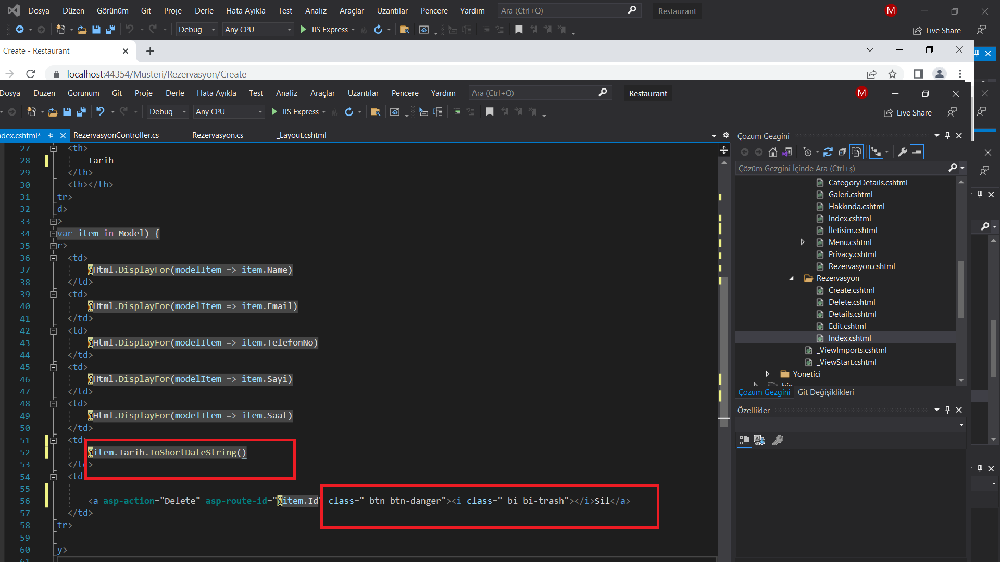 Dosya Düzen Görünüm Git Proje Derle Hata Ayıkla Test Analiz Araçlar Uzantılar Pencere Yardım Ara (Ctrl+Q) Restaurant M
Debug Any CPU IIS Express Live Share
Create - Restaurant
localhost:44354/Musteri/Rezervasyon/Create
Dosya Düzen Görünüm Git Proje Derle Hata Ayıkla Test Analiz Araçlar Uzantılar Pencere Yardım Ara (Ctrl+Q) Restaurant M
Debug Any CPU IIS Express Live Share
ndex.cshtml* RezervasyonController.cs Rezervasyon.cs _Layout.cshtml
27 <th>
28 Tarih
29 </th>
30 <th></th>
31 tr>
32 d>
33 >
34 var item in Model) {
35 r>
36 <td>
37 @Html.DisplayFor(modelItem => item.Name)
38 </td>
39 <td>
40 @Html.DisplayFor(modelItem => item.Email)
41 </td>
42 <td>
43 @Html.DisplayFor(modelItem => item.TelefonNo)
44 </td>
45 <td>
46 @Html.DisplayFor(modelItem => item.Sayi)
47 </td>
48 <td>
49 @Html.DisplayFor(modelItem => item.Saat)
50 </td>
51 <td>
52 @item.Tarih.ToShortDateString()
53 </td>
54 <td>
55
56 <a asp-action="Delete" asp-route-id="@item.Id" class=" btn btn-danger"><i class=" bi bi-trash"></i>Sil</a>
57 </td>
58 tr>
59
60 y>
61
Çözüm Gezgini
Çözüm Gezgini İçinde Ara (Ctrl+ş)
CategoryDetails.cshtml
Galeri.cshtml
Hakkında.cshtml
Index.cshtml
İletisim.cshtml
Menu.cshtml
Privacy.cshtml
Rezervasyon.cshtml
Rezervasyon
Create.cshtml
Delete.cshtml
Details.cshtml
Edit.cshtml
Index.cshtml
_ViewImports.cshtml
_ViewStart.cshtml
Yonetici
bin
Çözüm Gezgini Git Değişiklikleri
Özellikler